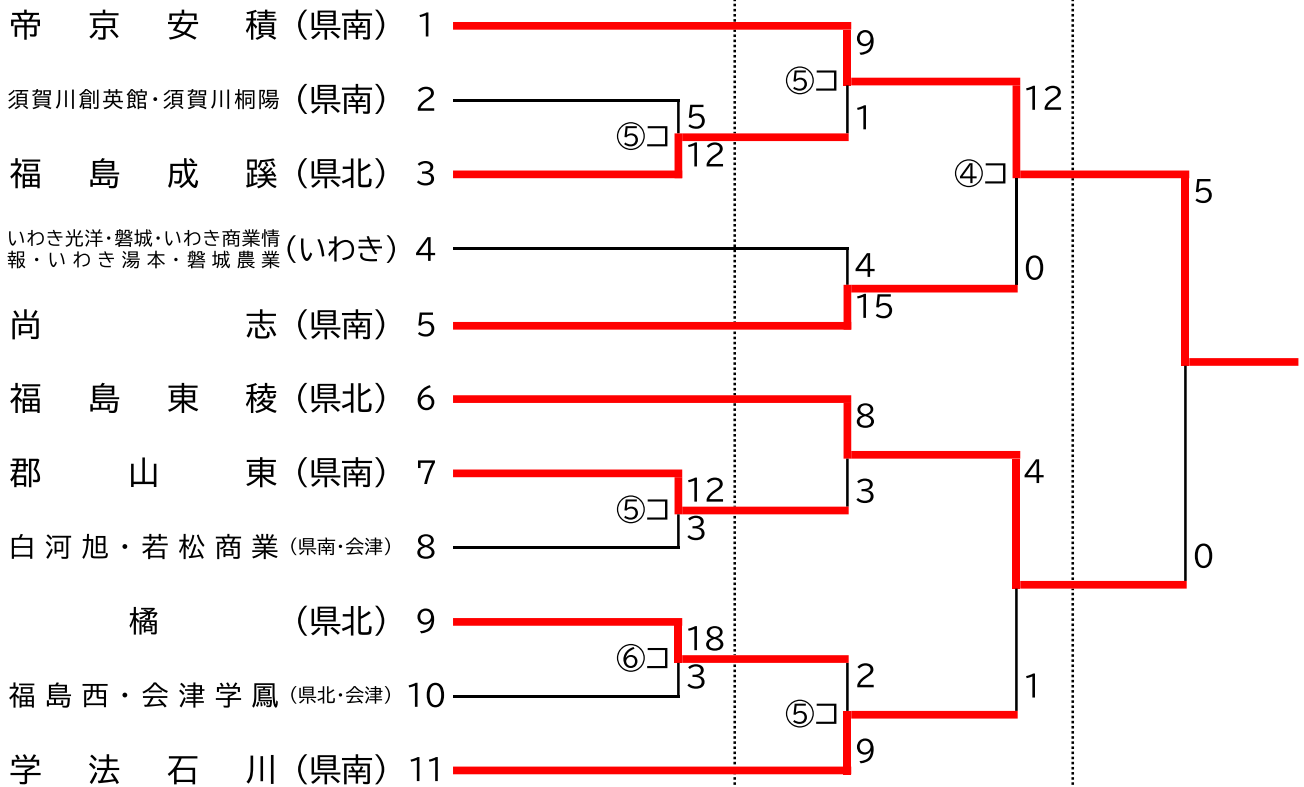 帝京安積（県南） 1
9
⑤コ
須賀川創英館・須賀川桐陽（県南） 2
12
5
1
⑤コ
12
福島成蹊（県北） 3
④コ
5
いわき光洋・磐城・いわき商業情
報・いわき湯本・磐城農業（いわき） 4
4
0
15
尚志（県南） 5
福島東稜（県北） 6
8
郡山東（県南） 7
4
12
3
⑤コ
3
白河旭・若松商業（県南・会津） 8
0
橘（県北） 9
18
⑥コ
3
2
1
福島西・会津学鳳（県北・会津） 10
⑤コ
9
学法石川（県南） 11